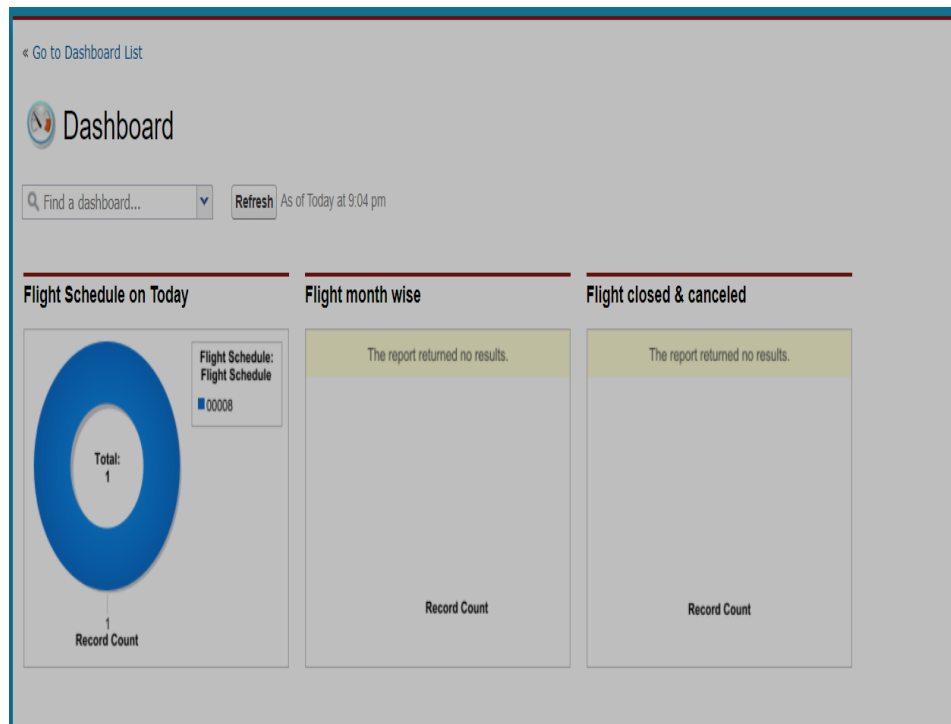 « Go to Dashboard List
Dashboard
Find a dashboard...
Refresh As of Today at 9:04 pm
Flight Schedule on Today
Flight Schedule:
Flight Schedule
00008
Total:
1
1
Record Count
Flight month wise
The report returned no results.
Record Count
Flight closed & canceled
The report returned no results.
Record Count